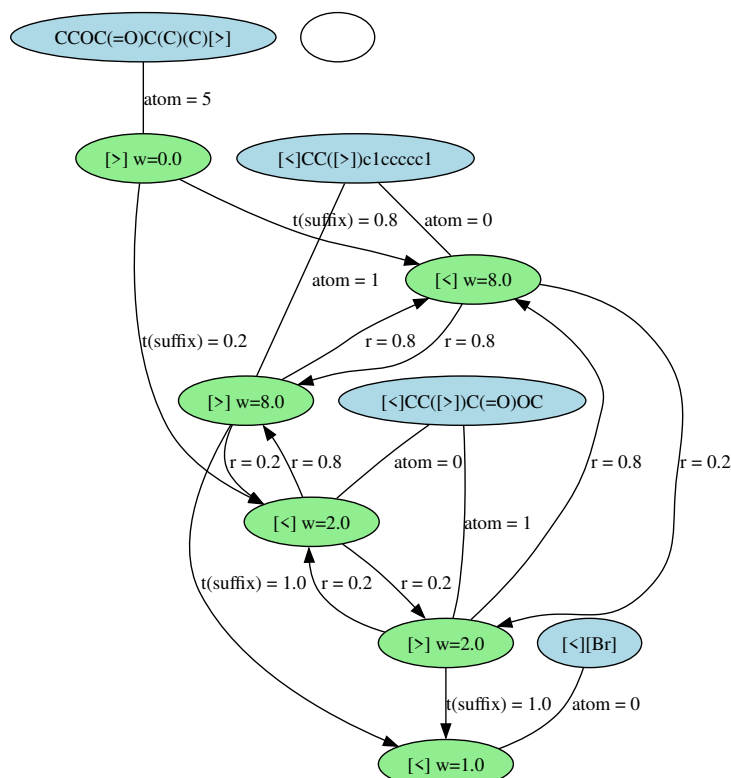 CCOC(=O)C(C)(C)[>]
atom = 5
[>] w=0.0
[<]CC([>])c1ccccc1
t(suffix) = 0.8
atom = 0
[<] w=8.0
atom = 1
t(suffix) = 0.2
r = 0.8
r = 0.8
[>] w=8.0
[<]CC([>])C(=O)OC
r = 0.2
r = 0.8
atom = 0
r = 0.8
r = 0.2
[<] w=2.0
atom = 1
t(suffix) = 1.0
r = 0.2
r = 0.2
[>] w=2.0
[<][Br]
t(suffix) = 1.0
atom = 0
[<] w=1.0